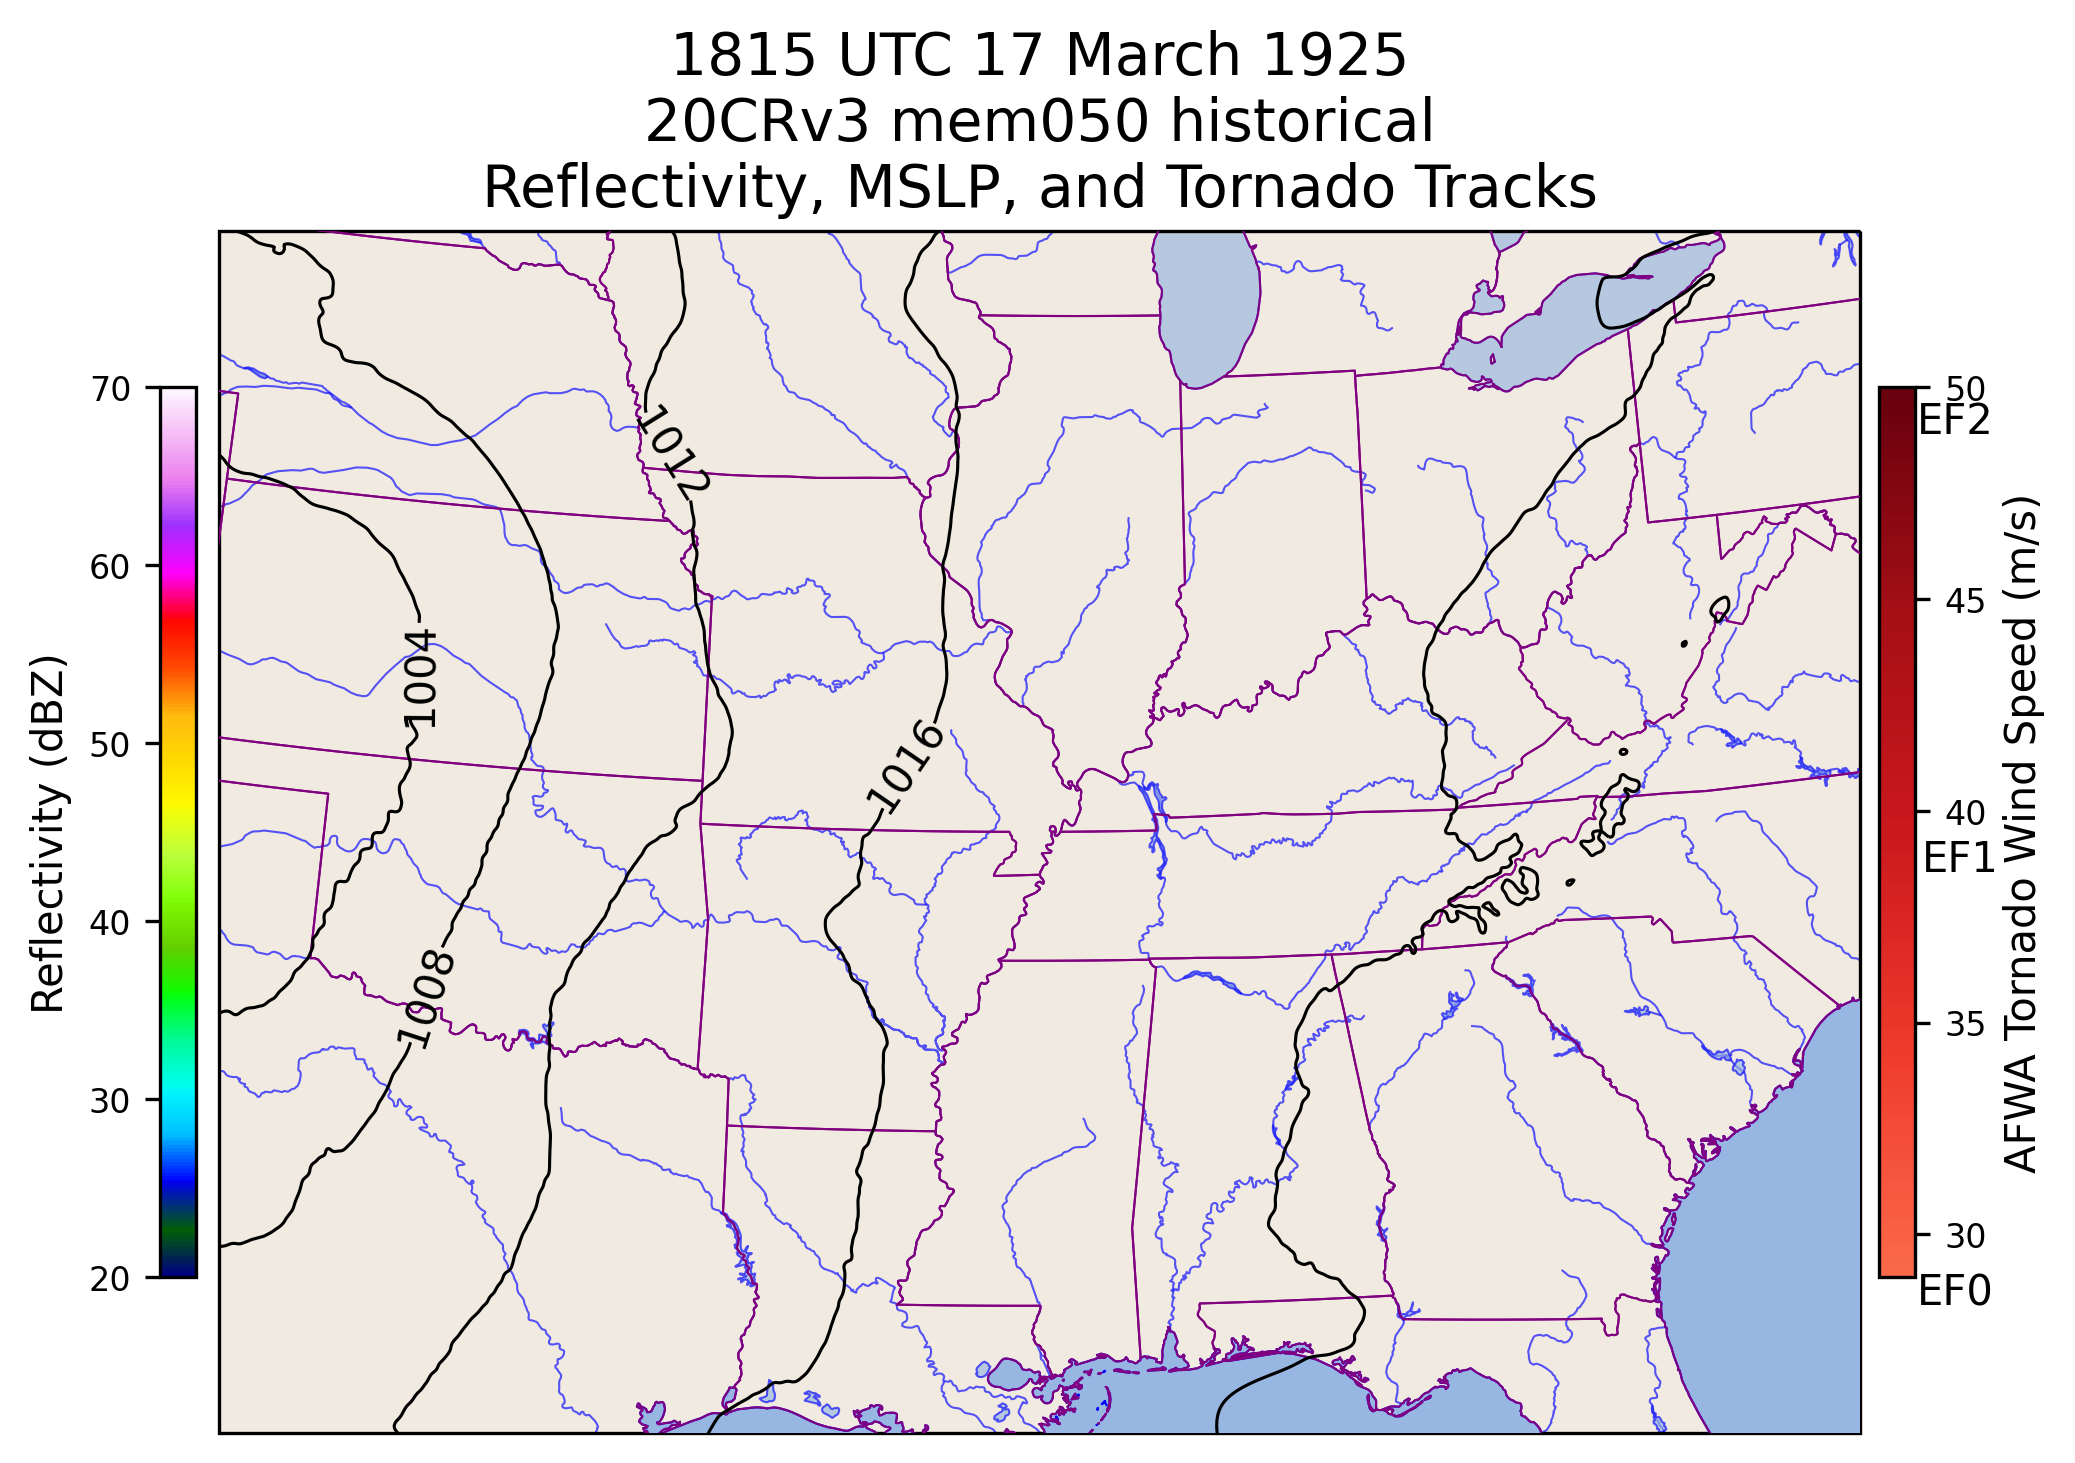 1815 UTC 17 March 1925
20CRv3 mem050 historical
Reflectivity, MSLP, and Tornado Tracks
Reflectivity (dBZ)
70
60
50
40
30
20
1012
1004
1016
1008
50
EF2
45
40
EF1
35
30
EF0
AFWA Tornado Wind Speed (m/s)